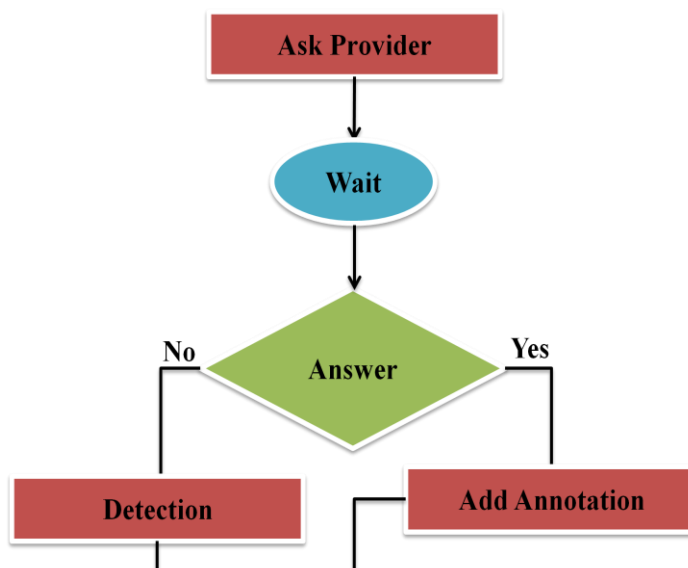 Ask Provider
Wait
No
Yes
Answer
Detection
Add Annotation